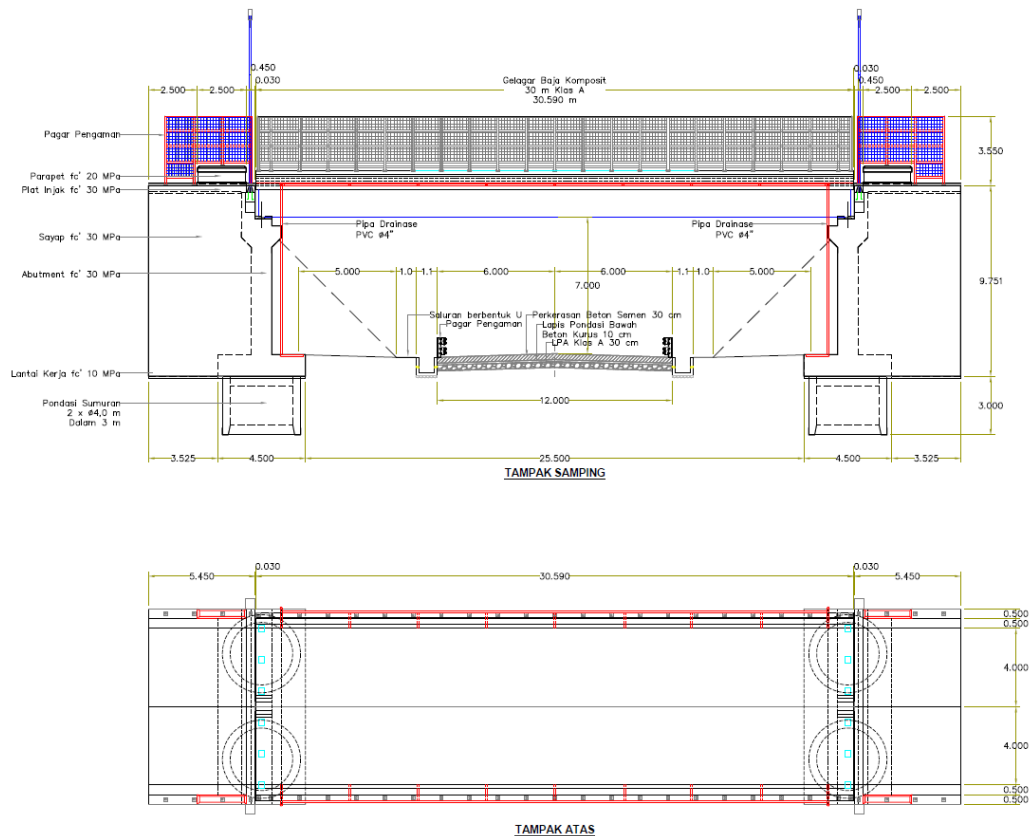 0.450
0.030
0.030
0.450
Gelagar Baja Komposit
30 m Klas A
30.590 m
2.500
2.500
2.500
2.500
Pagar Pengaman
3.550
Parapet fc' 20 MPa
Plat Injak fc' 30 MPa
Pipa Drainase
PVC ø4"
Pipa Drainase
PVC ø4"
Sayap fc' 30 MPa
Abutment fc' 30 MPa
5.000
1.0
1.1
6.000
6.000
1.1
1.0
5.000
7.000
9.751
Saluran berbentuk U
Perkerasan Beton Semen 30 cm
Pagar Pengaman
Lapis Pondasi Bawah
Beton Kurus 10 cm
LPA Klas A 30 cm
Lantai Kerja fc' 10 MPa
12.000
Pondasi Sumuran
2 x ø4,0 m
Dalam 3 m
3.000
3.525
4.500
25.500
4.500
3.525
TAMPAK SAMPING
0.030
0.030
5.450
30.590
5.450
0.500
0.500
4.000
4.000
0.500
0.500
TAMPAK ATAS